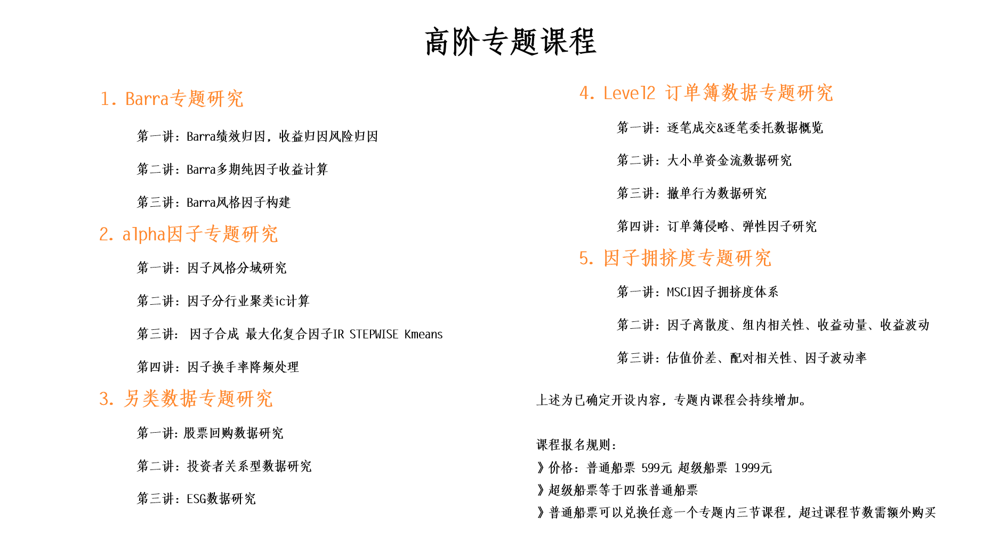 高阶专题课程
1. Barra专题研究
第一讲：Barra绩效归因，收益归因风险归因
第二讲：Barra多期纯因子收益计算
第三讲：Barra风格因子构建
2. alpha因子专题研究
第一讲：因子风格分域研究
第二讲：因子分行业聚类ic计算
第三讲： 因子合成 最大化复合因子IR STEPWISE Kmeans
第四讲：因子换手率降频处理
3. 另类数据专题研究
第一讲：股票回购数据研究
第二讲：投资者关系型数据研究
第三讲：ESG数据研究
4. Level2 订单簿数据专题研究
第一讲：逐笔成交&逐笔委托数据概览
第二讲：大小单资金流数据研究
第三讲：撤单行为数据研究
第四讲：订单簿侵略、弹性因子研究
5. 因子拥挤度专题研究
第一讲：MSCI因子拥挤度体系
第二讲：因子离散度、组内相关性、收益动量、收益波动
第三讲：估值价差、配对相关性、因子波动率
上述为已确定开设内容，专题内课程会持续增加。
课程报名规则：
》价格：普通船票 599元 超级船票 1999元
》超级船票等于四张普通船票
》普通船票可以兑换任意一个专题内三节课程，超过课程节数需额外购买